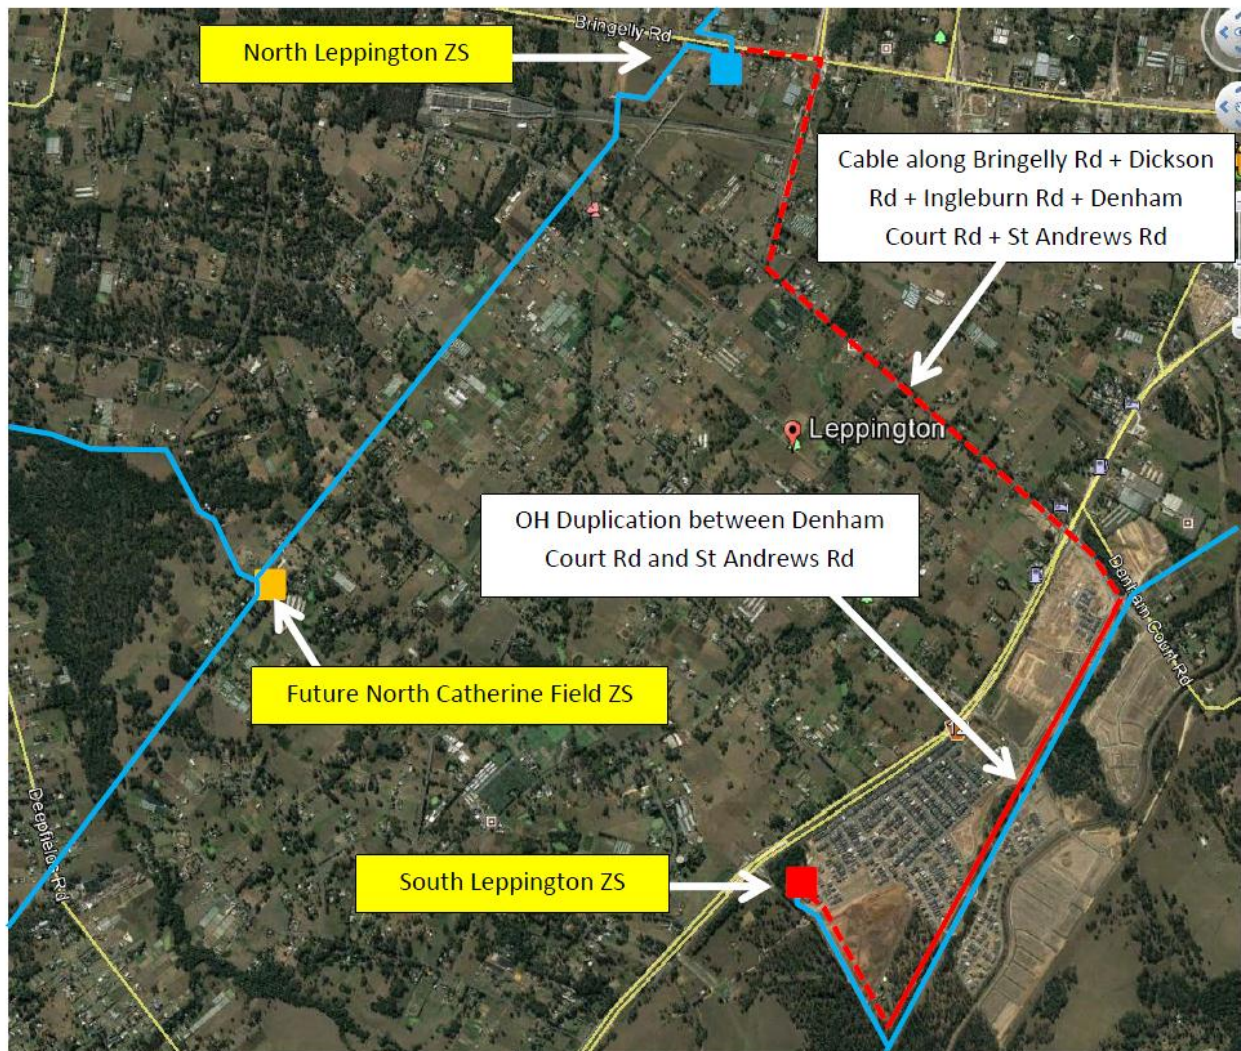 Bringelly Rd
North Leppington ZS
Cable along Bringelly Rd + Dickson
Rd + Ingleburn Rd + Denham
Court Rd + St Andrews Rd
Leppington
OH Duplication between Denham
Court Rd and St Andrews Rd
Denham Court Rd
Future North Catherine Field ZS
Deepfields Rd
South Leppington ZS